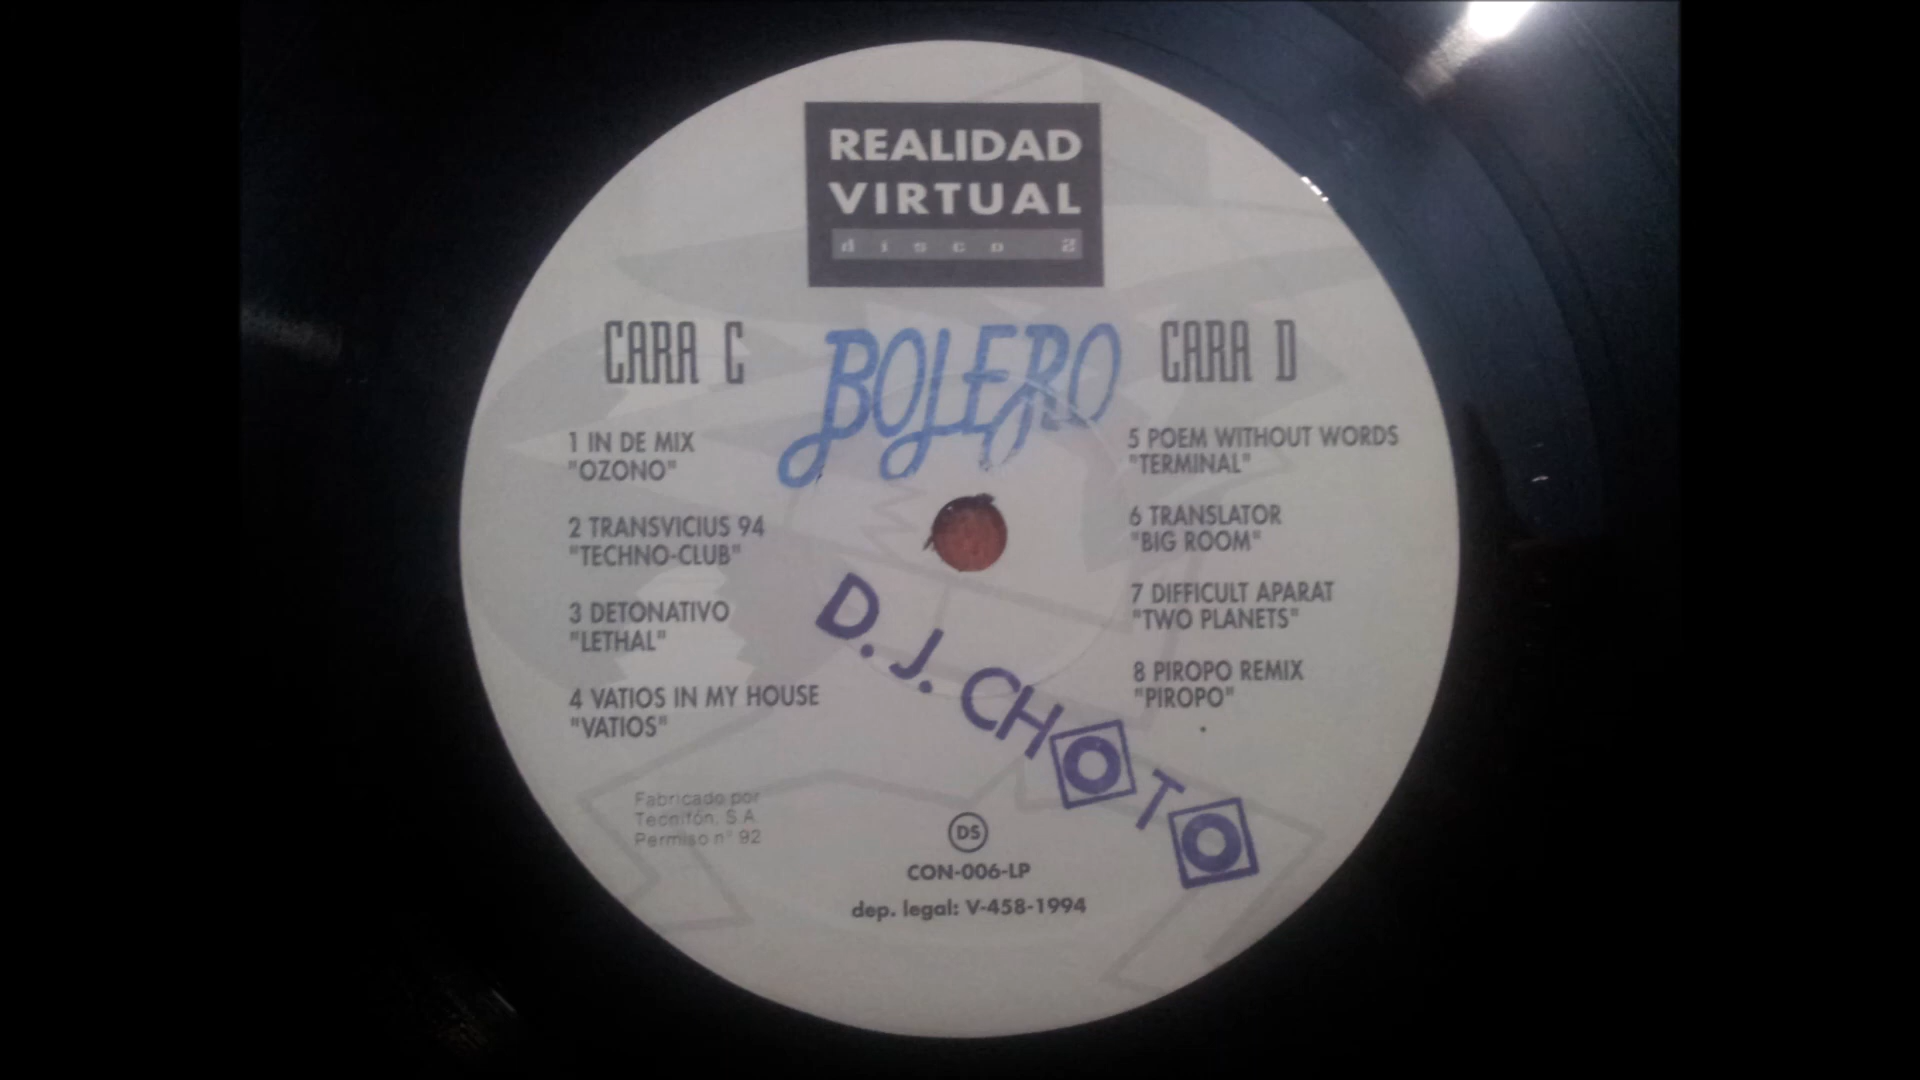 REALIDAD
VIRTUAL
disco 2
CARA C
BOLERO
CARA D
1 IN DE MIX
"OZONO"
2 TRANSVICIUS 94
"TECHNO-CLUB"
3 DETONATIVO
"LETHAL"
4 VATIOS IN MY HOUSE
"VATIOS"
5 POEM WITHOUT WORDS
"TERMINAL"
6 TRANSLATOR
"BIG ROOM"
7 DIFFICULT APARAT
"TWO PLANETS"
8 PIROPO REMIX
"PIROPO"
D.J. CHOTO
Fabricado por
Tecnifón, S.A.
Permiso nº 92
DS
CON-006-LP
dep. legal: V-458-1994